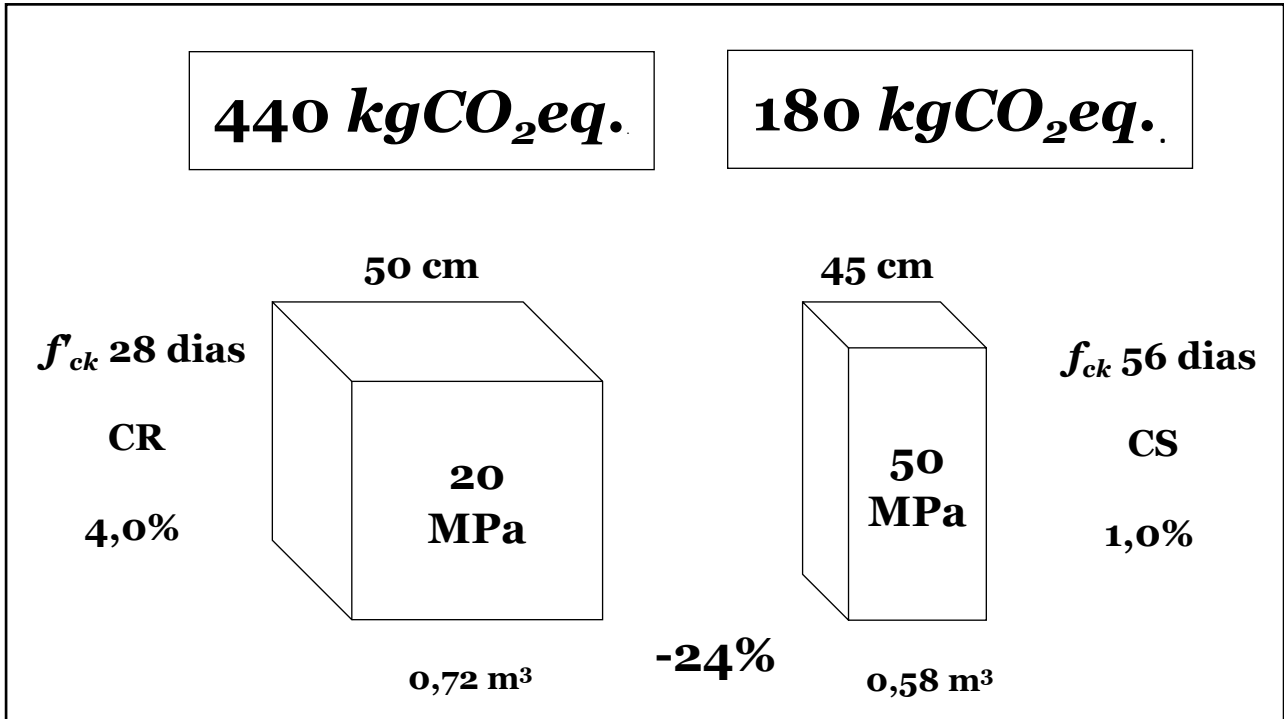 440 kgCO₂eq..
180 kgCO₂eq..
50 cm
45 cm
f'ck 28 dias
CR
4,0%
20
MPa
50
MPa
fck 56 dias
CS
1,0%
-24%
0,72 m³
0,58 m³